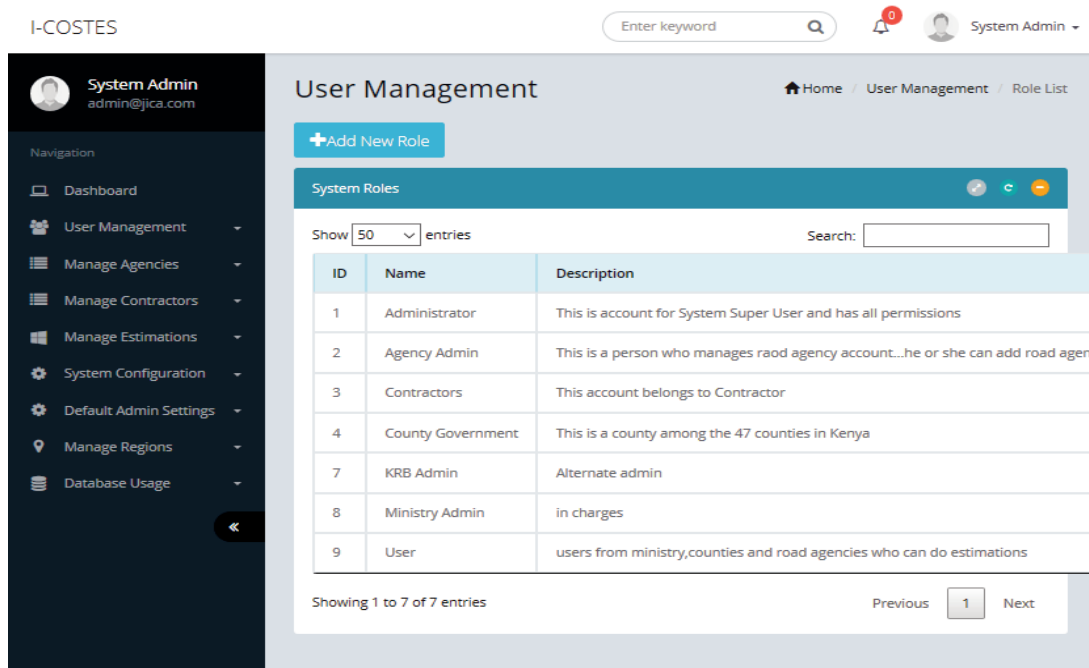 I-COSTES
Enter keyword
0
System Admin
System Admin
admin@jica.com
Navigation
Dashboard
User Management
Manage Agencies
Manage Contractors
Manage Estimations
System Configuration
Default Admin Settings
Manage Regions
Database Usage
User Management
Home / User Management / Role List
Add New Role
System Roles
Show 50 entries
Search:
ID Name Description
1 Administrator This is account for System Super User and has all permissions
2 Agency Admin This is a person who manages raod agency account...he or she can add road agen
3 Contractors This account belongs to Contractor
4 County Government This is a county among the 47 counties in Kenya
7 KRB Admin Alternate admin
8 Ministry Admin in charges
9 User users from ministry,counties and road agencies who can do estimations
Showing 1 to 7 of 7 entries
Previous 1 Next